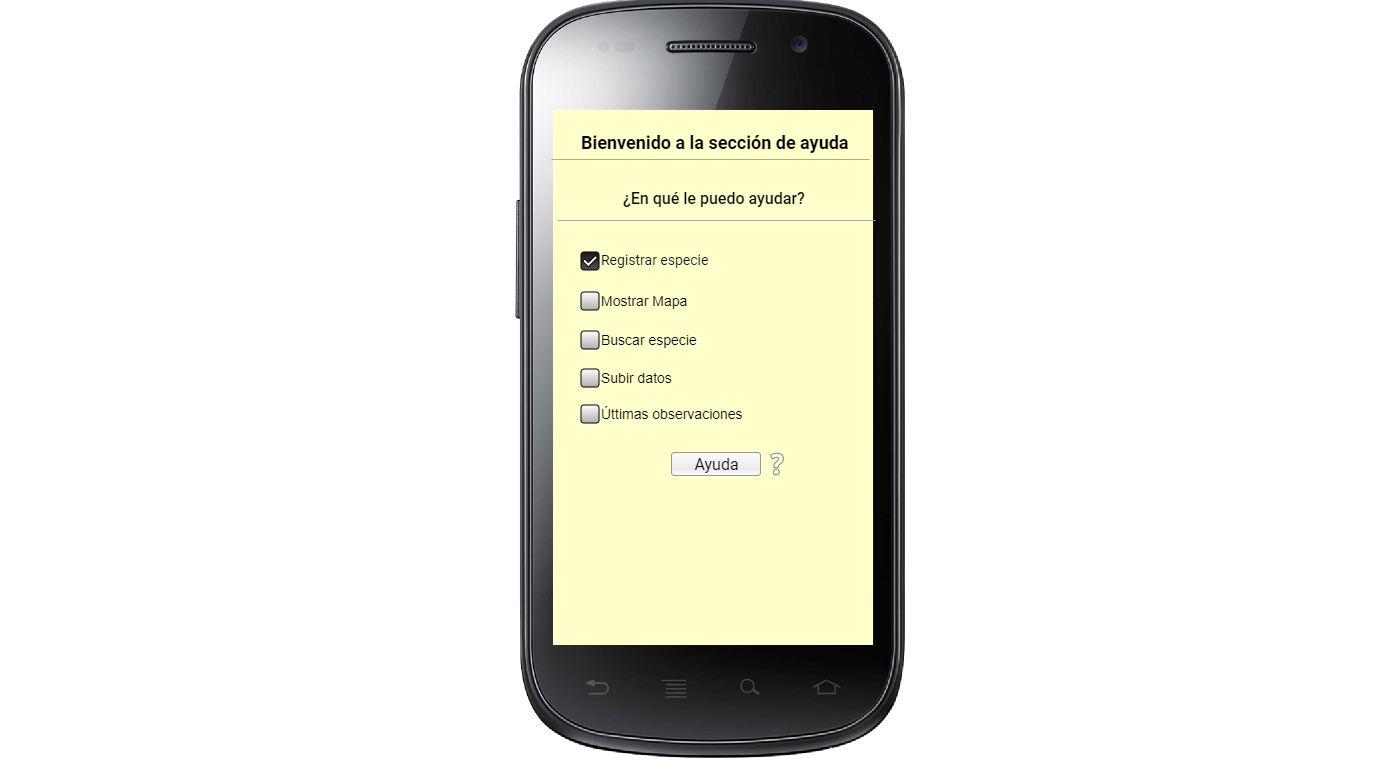 Bienvenido a la sección de ayuda
¿En qué le puedo ayudar?
Registrar especie
Mostrar Mapa
Buscar especie
Subir datos
Úttimas observaciones
Ayuda